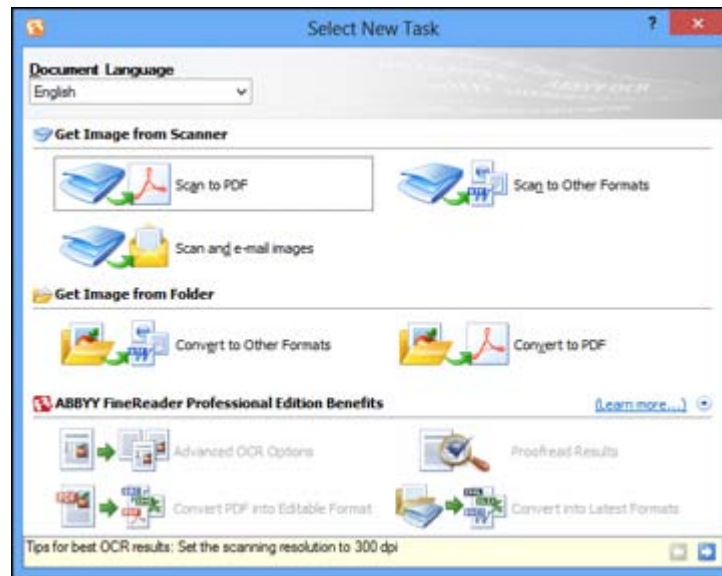 Select New Task
?
Document Language
English
Get Image from Scanner
Scan to PDF
Scan to Other Formats
Scan and e-mail images
Get Image from Folder
Convert to Other Formats
Convert to PDF
ABBYY FineReader Professional Edition Benefits
(Learn more...)
Advanced OCR Options
Proofread Results
Convert PDF into Editable Format
Convert into Latest Formats
Tips for best OCR results: Set the scanning resolution to 300 dpi